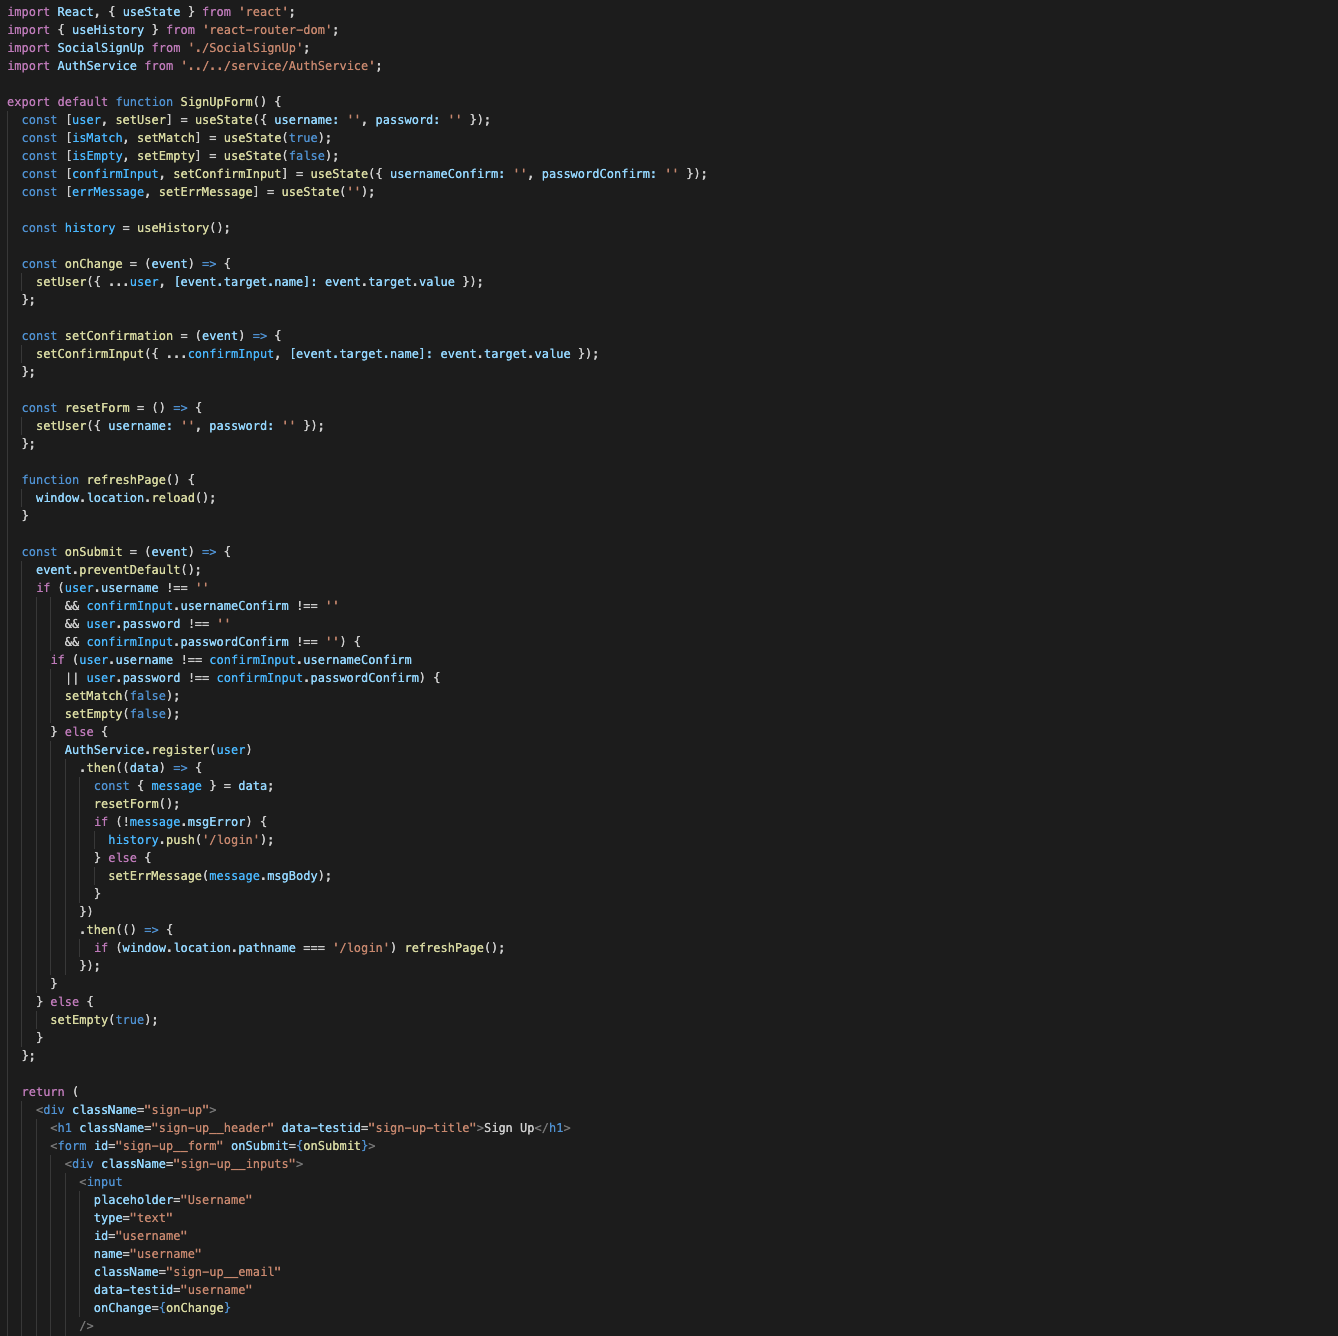 import React, { useState } from 'react';
import { useHistory } from 'react-router-dom';
import SocialSignUp from './SocialSignUp';
import AuthService from '../../service/AuthService';

export default function SignUpForm() {
  const [user, setUser] = useState({ username: '', password: '' });
  const [isMatch, setMatch] = useState(true);
  const [isEmpty, setEmpty] = useState(false);
  const [confirmInput, setConfirmInput] = useState({ usernameConfirm: '', passwordConfirm: '' });
  const [errMessage, setErrMessage] = useState('');

  const history = useHistory();

  const onChange = (event) => {
    setUser({ ...user, [event.target.name]: event.target.value });
  };

  const setConfirmation = (event) => {
    setConfirmInput({ ...confirmInput, [event.target.name]: event.target.value });
  };

  const resetForm = () => {
    setUser({ username: '', password: '' });
  };

  function refreshPage() {
    window.location.reload();
  }

  const onSubmit = (event) => {
    event.preventDefault();
    if (user.username !== ''
        && confirmInput.usernameConfirm !== ''
        && user.password !== ''
        && confirmInput.passwordConfirm !== '') {
      if (user.username !== confirmInput.usernameConfirm
        || user.password !== confirmInput.passwordConfirm) {
        setMatch(false);
        setEmpty(false);
      } else {
        AuthService.register(user)
          .then((data) => {
            const { message } = data;
            resetForm();
            if (!message.msgError) {
              history.push('/login');
            } else {
              setErrMessage(message.msgBody);
            }
          })
          .then(() => {
            if (window.location.pathname === '/login') refreshPage();
          });
      }
    } else {
      setEmpty(true);
    }
  };

  return (
    <div className="sign-up">
      <h1 className="sign-up__header" data-testid="sign-up-title">Sign Up</h1>
      <form id="sign-up__form" onSubmit={onSubmit}>
        <div className="sign-up__inputs">
          <input
            placeholder="Username"
            type="text"
            id="username"
            name="username"
            className="sign-up__email"
            data-testid="username"
            onChange={onChange}
          />